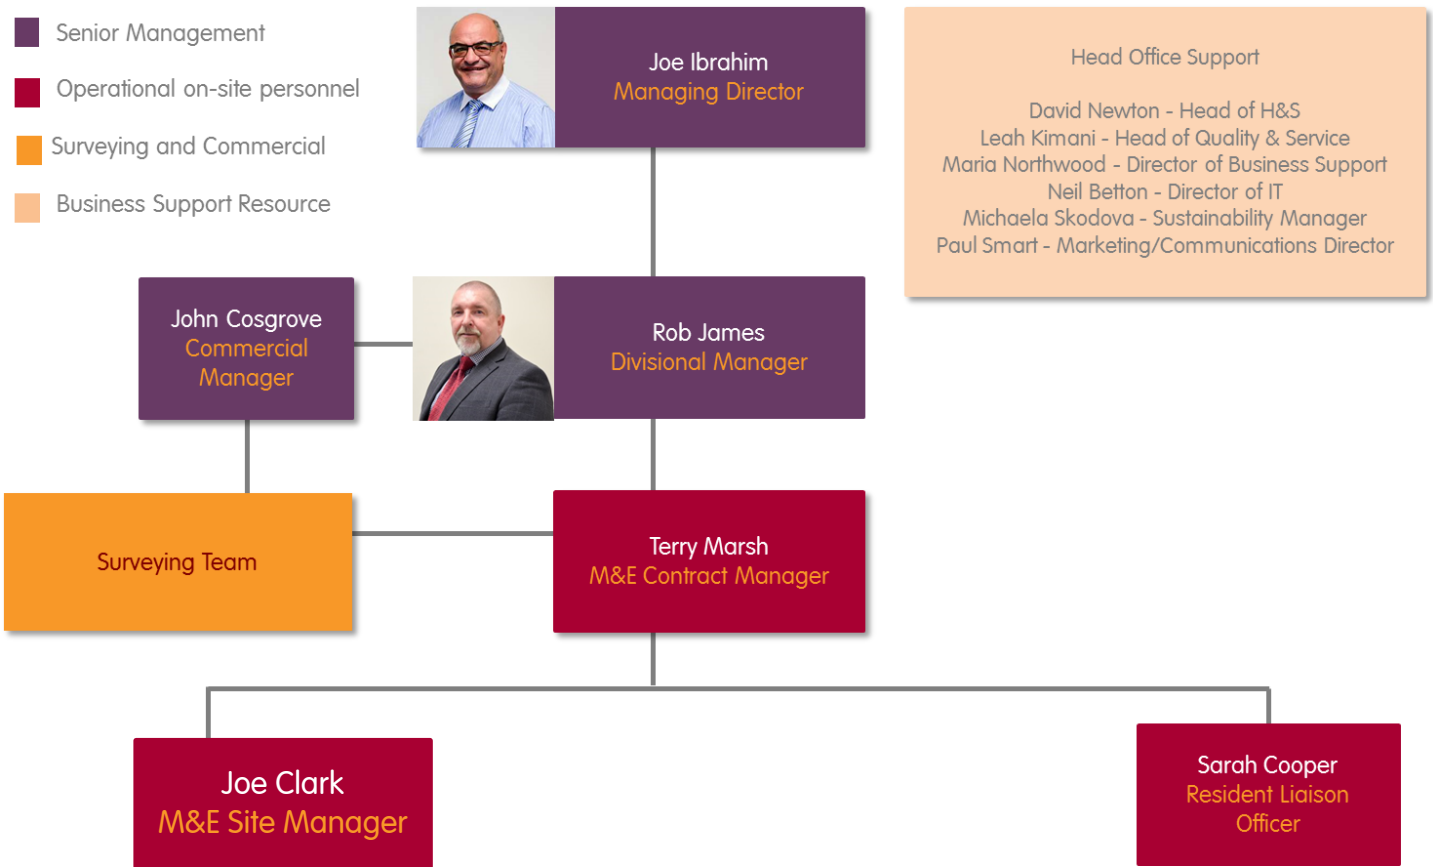 Senior Management
Operational on-site personnel
Surveying and Commercial
Business Support Resource
Joe Ibrahim
Managing Director
Head Office Support
David Newton - Head of H&S
Leah Kimani - Head of Quality & Service
Maria Northwood - Director of Business Support
Neil Betton - Director of IT
Michaela Skodova - Sustainability Manager
Paul Smart - Marketing/Communications Director
John Cosgrove
Commercial
Manager
Rob James
Divisional Manager
Surveying Team
Terry Marsh
M&E Contract Manager
Joe Clark
M&E Site Manager
Sarah Cooper
Resident Liaison
Officer